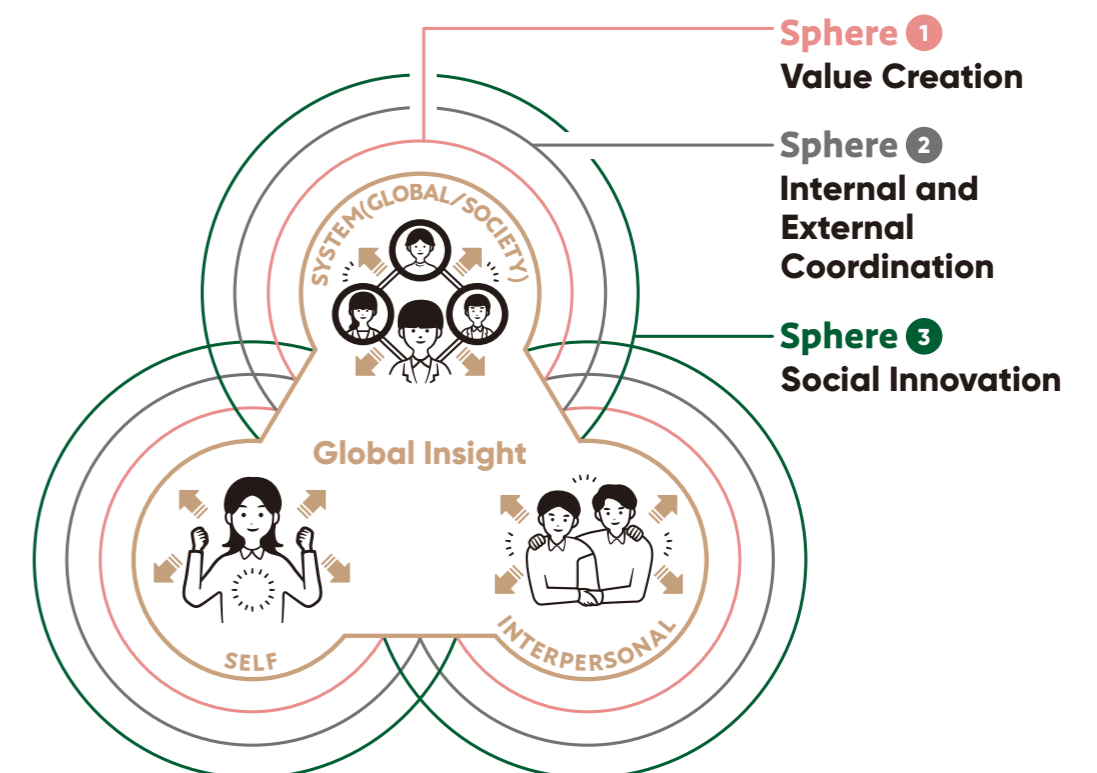 Sphere 1
Value Creation
Sphere 2
Internal and
External
Coordination
Sphere 3
Social Innovation
SYSTEM(GLOBAL/SOCIETY)
Global Insight
SELF
INTERPERSONAL